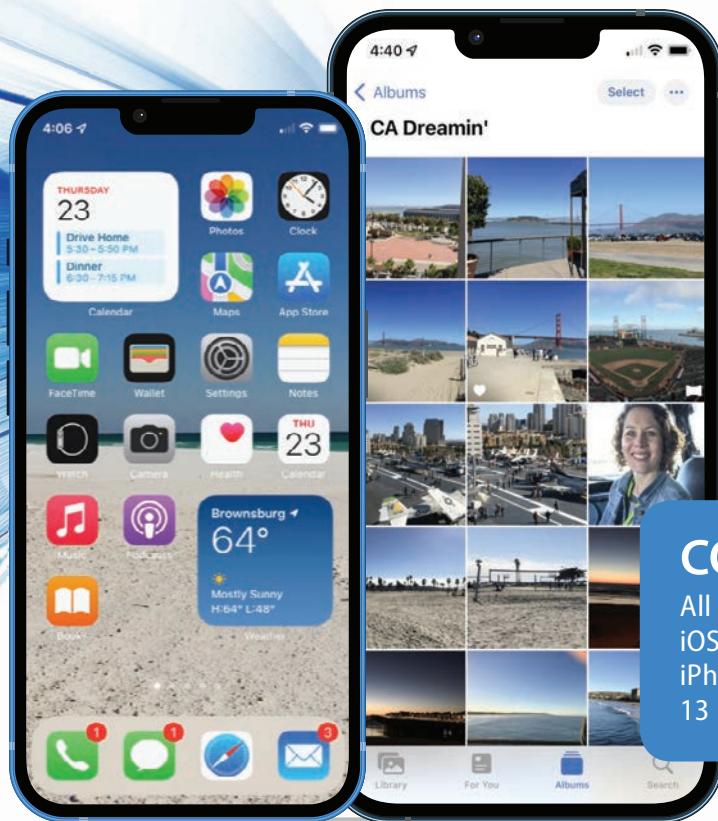 4:06
THURSDAY
23
Drive Home
5:30 – 5:50 PM
Dinner
6:30 - 7:15 PM
Calendar
Photos
Clock
Maps
App Store
FaceTime
Wallet
Settings
Notes
THU
23
Watch
Camera
Health
Calendar
Music
Podcasts
Brownsburg
64°
Mostly Sunny
H:64° L:48°
Weather
Books
1
1
3
4:40
Albums
Select
CA Dreamin'
All
iOS
iPh
13
Library
For You
Albums
Search